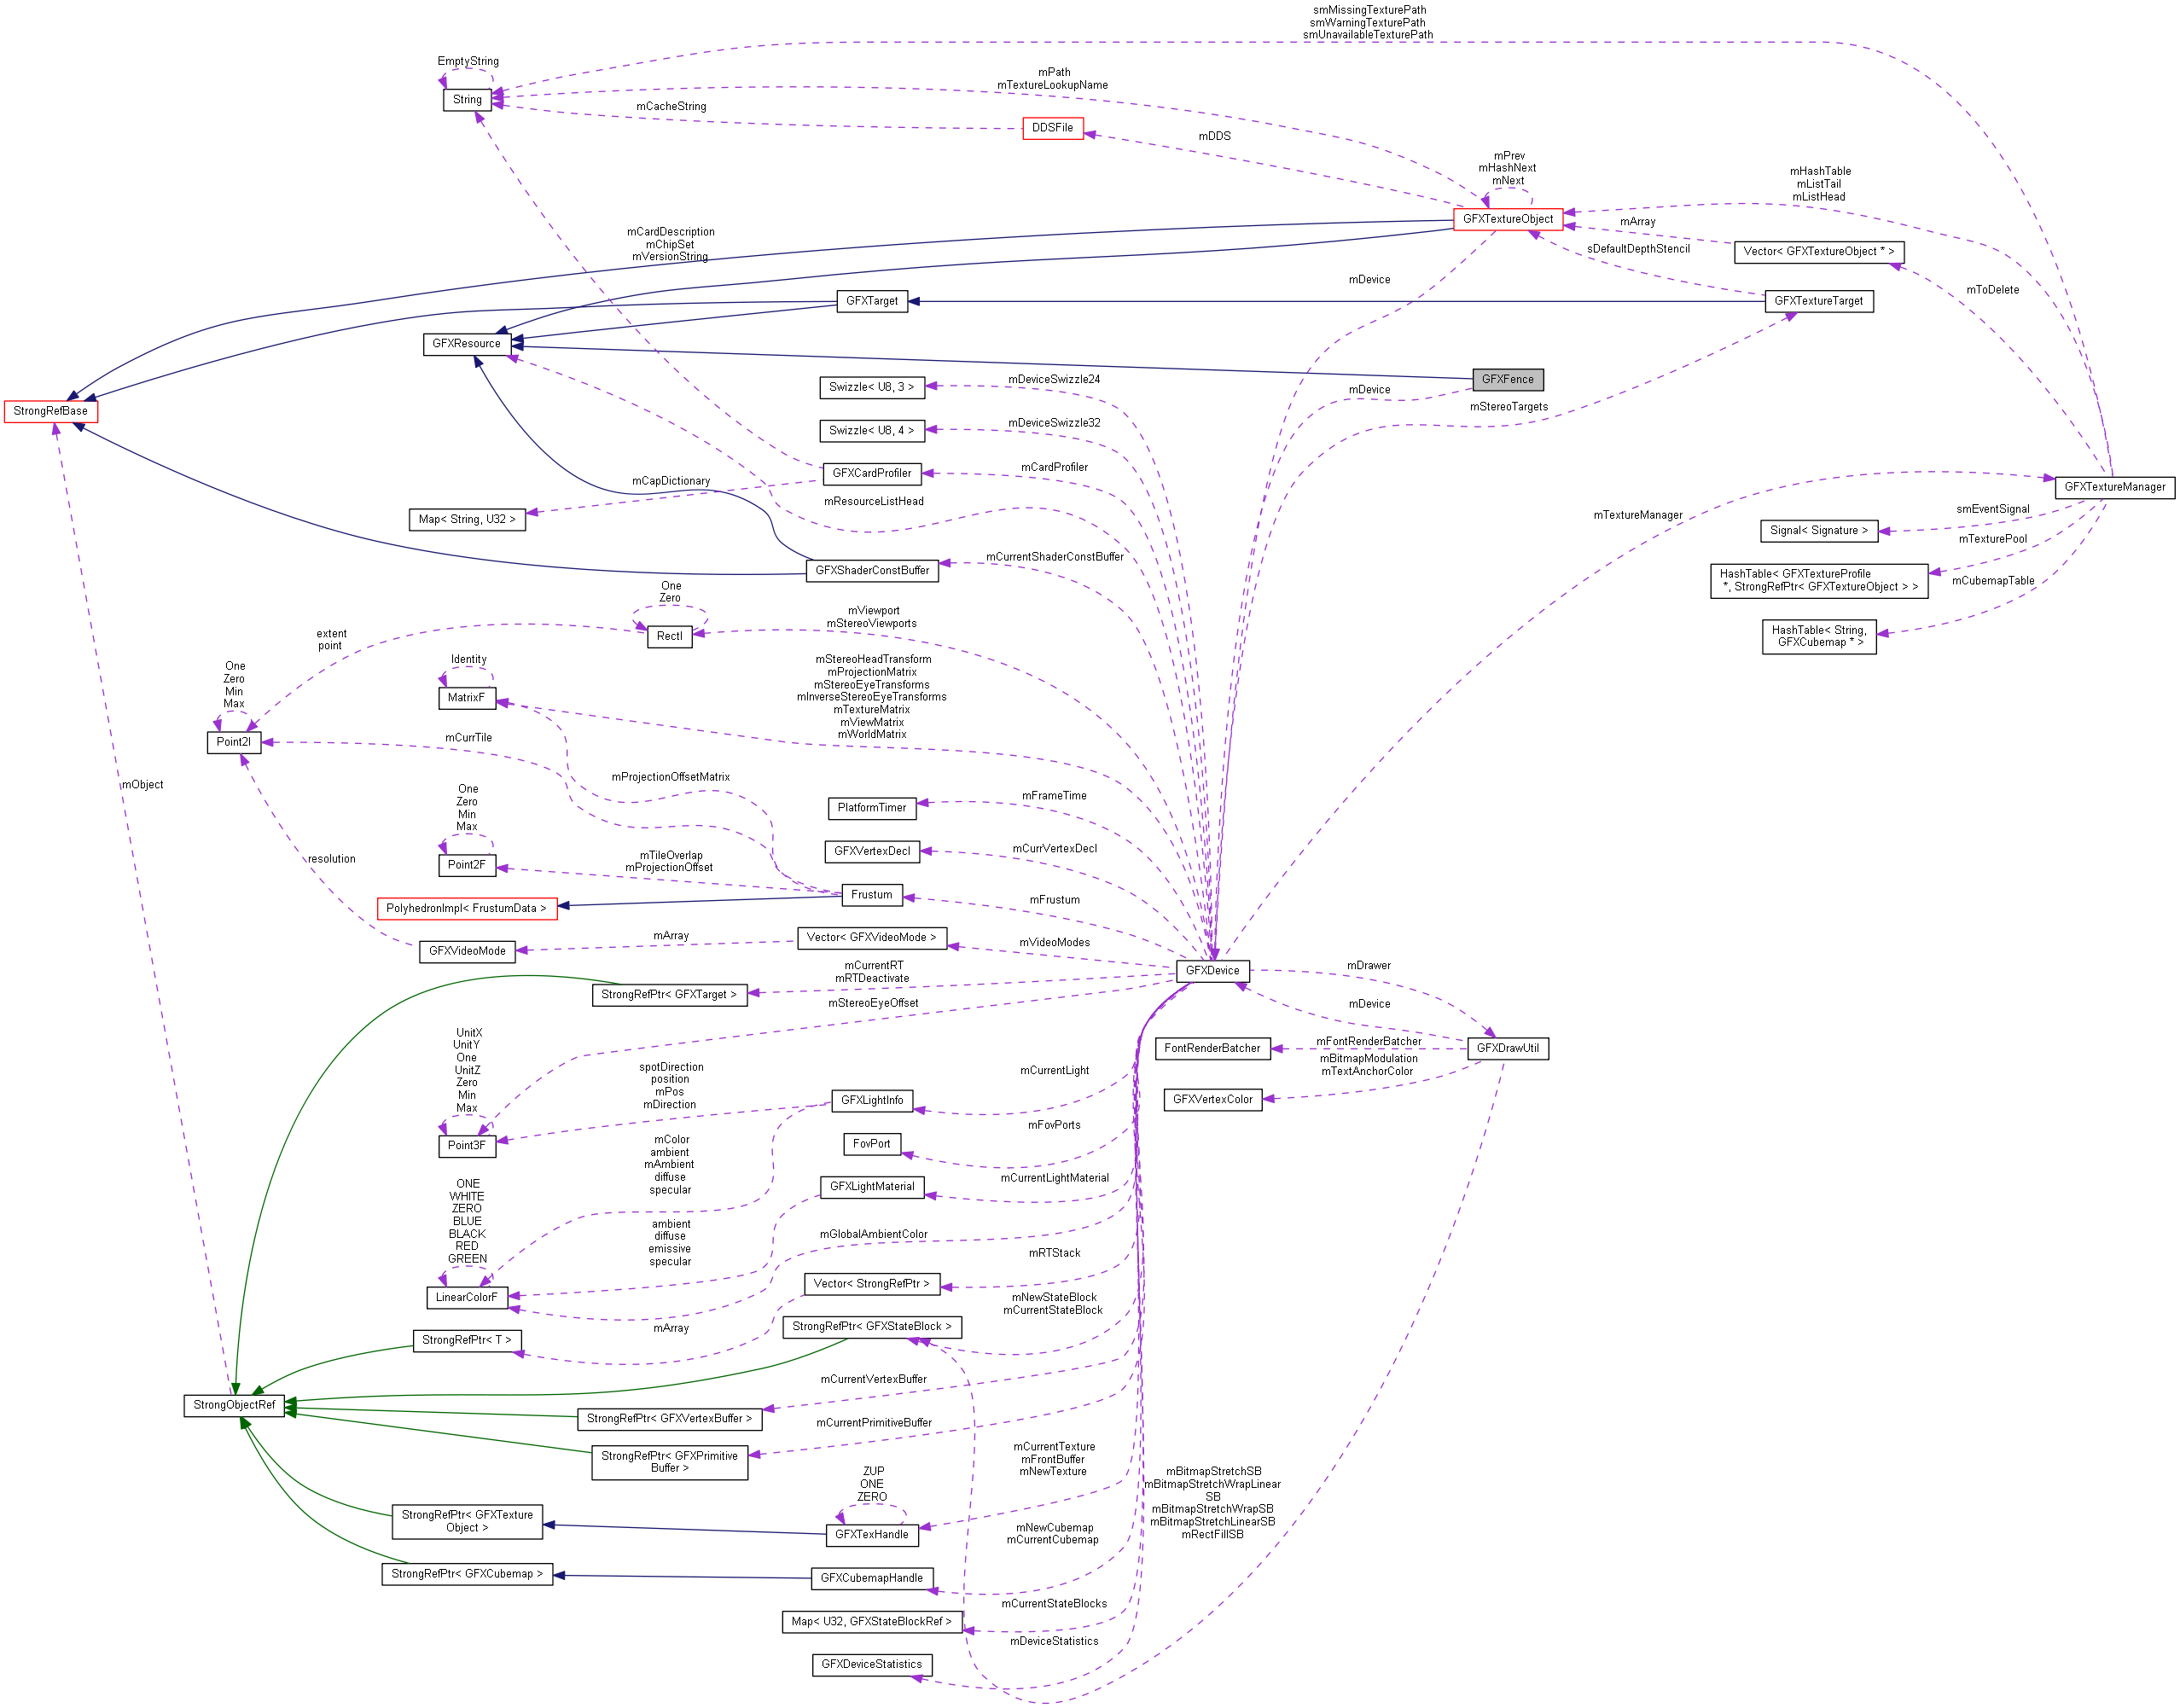 smMissingTexturePath
smWarningTexturePath
smUnavailableTexturePath
EmptyString
String
mPath
mTextureLookupName
mCacheString
DDSFile
mDDS
mPrev
mHashNext
mNext
GFXTextureObject
mHashTable
mListTail
mListHead
mArray
Vector< GFXTextureObject * >
sDefaultDepthStencil
mCardDescription
mChipSet
mVersionString
mDevice
mToDelete
GFXTarget
GFXTextureTarget
GFXResource
GFXFence
mDevice
mStereoTargets
Swizzle< U8, 3 >
mDeviceSwizzle24
StrongRefBase
Swizzle< U8, 4 >
mDeviceSwizzle32
GFXCardProfiler
mCardProfiler
mCapDictionary
Map< String, U32 >
mResourceListHead
mTextureManager
GFXTextureManager
smEventSignal
Signal< Signature >
mTexturePool
HashTable< GFXTextureProfile
*, StrongRefPtr< GFXTextureObject > >
mCubemapTable
HashTable< String,
GFXCubemap * >
GFXShaderConstBuffer
mCurrentShaderConstBuffer
One
Zero
RectI
mViewport
mStereoViewports
extent
point
Identity
MatrixF
mStereoHeadTransform
mProjectionMatrix
mStereoEyeTransforms
mInverseStereoEyeTransforms
mTextureMatrix
mViewMatrix
mWorldMatrix
One
Zero
Min
Max
Point2I
mCurrTile
mProjectionOffsetMatrix
mObject
One
Zero
Min
Max
Point2F
mTileOverlap
mProjectionOffset
PlatformTimer
mFrameTime
GFXVertexDecl
mCurrVertexDecl
resolution
Frustum
mFrustum
PolyhedronImpl< FrustumData >
GFXVideoMode
mArray
Vector< GFXVideoMode >
mVideoModes
GFXDevice
mDrawer
mDevice
mCurrentRT
mRTDeactivate
StrongRefPtr< GFXTarget >
mStereoEyeOffset
FontRenderBatcher
mFontRenderBatcher
GFXDrawUtil
mBitmapModulation
mTextAnchorColor
GFXVertexColor
UnitX
UnitY
One
UnitZ
Zero
Min
Max
Point3F
spotDirection
position
mPos
mDirection
GFXLightInfo
mCurrentLight
FovPort
mFovPorts
mColor
ambient
mAmbient
diffuse
specular
GFXLightMaterial
mCurrentLightMaterial
ONE
WHITE
ZERO
BLUE
BLACK
RED
GREEN
LinearColorF
ambient
diffuse
emissive
specular
mGlobalAmbientColor
mRTStack
Vector< StrongRefPtr >
mNewStateBlock
mCurrentStateBlock
mArray
StrongRefPtr< GFXStateBlock >
StrongRefPtr< T >
StrongObjectRef
mCurrentVertexBuffer
StrongRefPtr< GFXVertexBuffer >
mCurrentPrimitiveBuffer
StrongRefPtr< GFXPrimitive
Buffer >
mCurrentTexture
mFrontBuffer
mNewTexture
ZUP
ONE
ZERO
GFXTexHandle
StrongRefPtr< GFXTexture
Object >
mBitmapStretchSB
mBitmapStretchWrapLinear
SB
mBitmapStretchWrapSB
mBitmapStretchLinearSB
mRectFillSB
mNewCubemap
mCurrentCubemap
StrongRefPtr< GFXCubemap >
GFXCubemapHandle
mCurrentStateBlocks
Map< U32, GFXStateBlockRef >
mDeviceStatistics
GFXDeviceStatistics